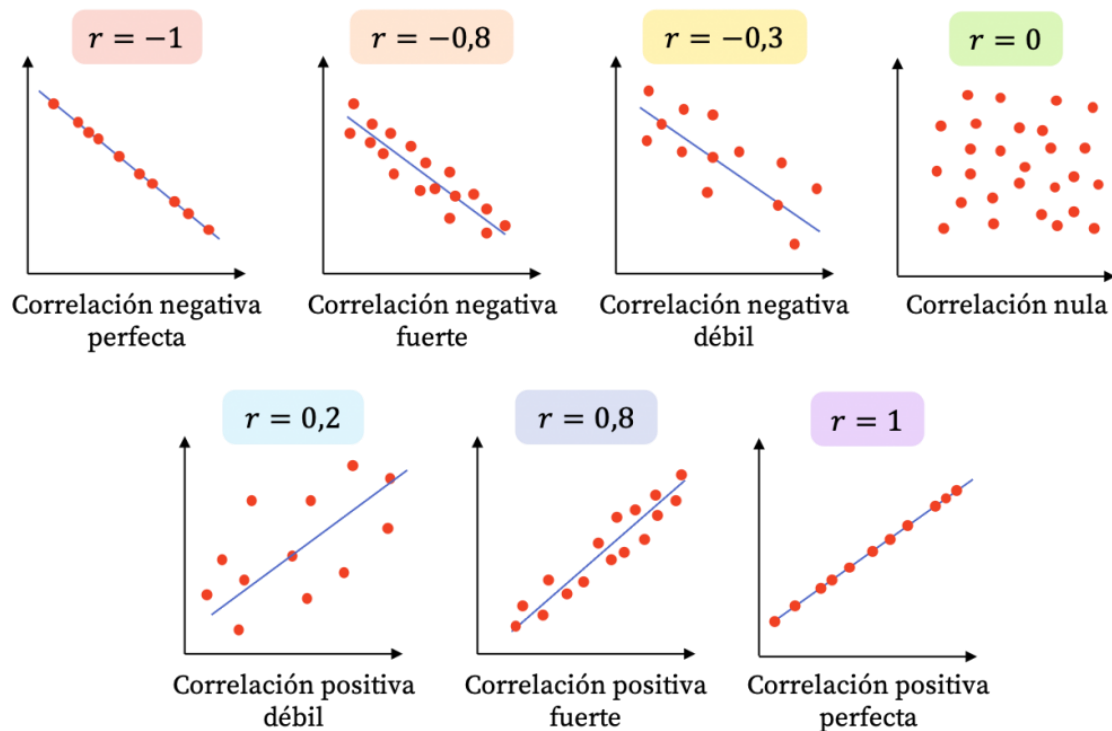 r = −1
r = −0,8
r = −0,3
r = 0
Correlación negativa
perfecta
Correlación negativa
fuerte
Correlación negativa
débil
Correlación nula
r = 0,2
r = 0,8
r = 1
Correlación positiva
débil
Correlación positiva
fuerte
Correlación positiva
perfecta